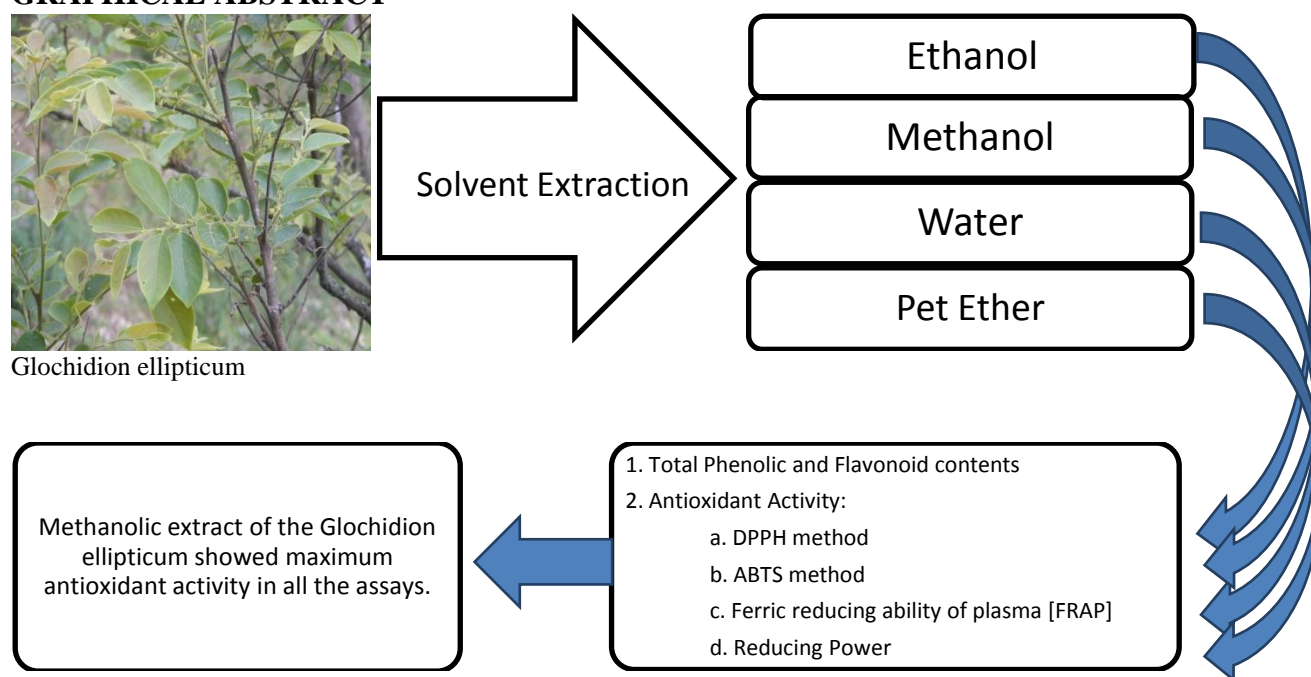 GRAPHICAL ABSTRACT
Solvent Extraction
Ethanol
Methanol
Water
Pet Ether
Glochidion ellipticum
1. Total Phenolic and Flavonoid contents
2. Antioxidant Activity:
a. DPPH method
b. ABTS method
c. Ferric reducing ability of plasma [FRAP]
d. Reducing Power
Methanolic extract of the Glochidion
ellipticum showed maximum
antioxidant activity in all the assays.